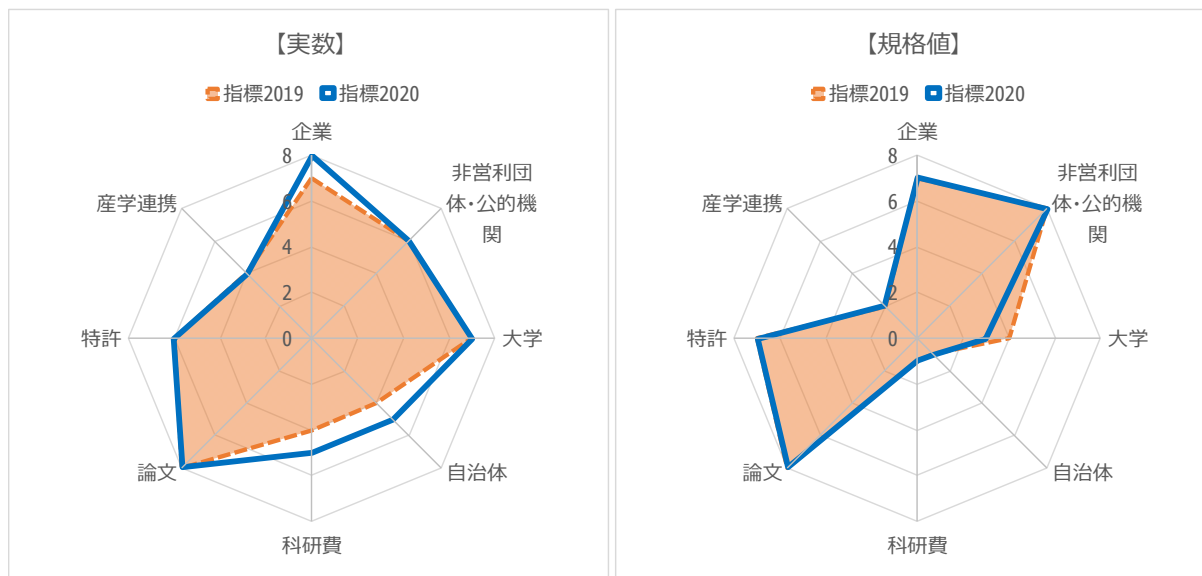 【実数】
指標2019 指標2020
企業
非営利団
体・公的機
関
大学
自治体
科研費
論文
特許
産学連携
8
6
4
2
0
【規格値】
指標2019 指標2020
企業
非営利団
体・公的機
関
大学
自治体
科研費
論文
特許
産学連携
8
6
4
2
0